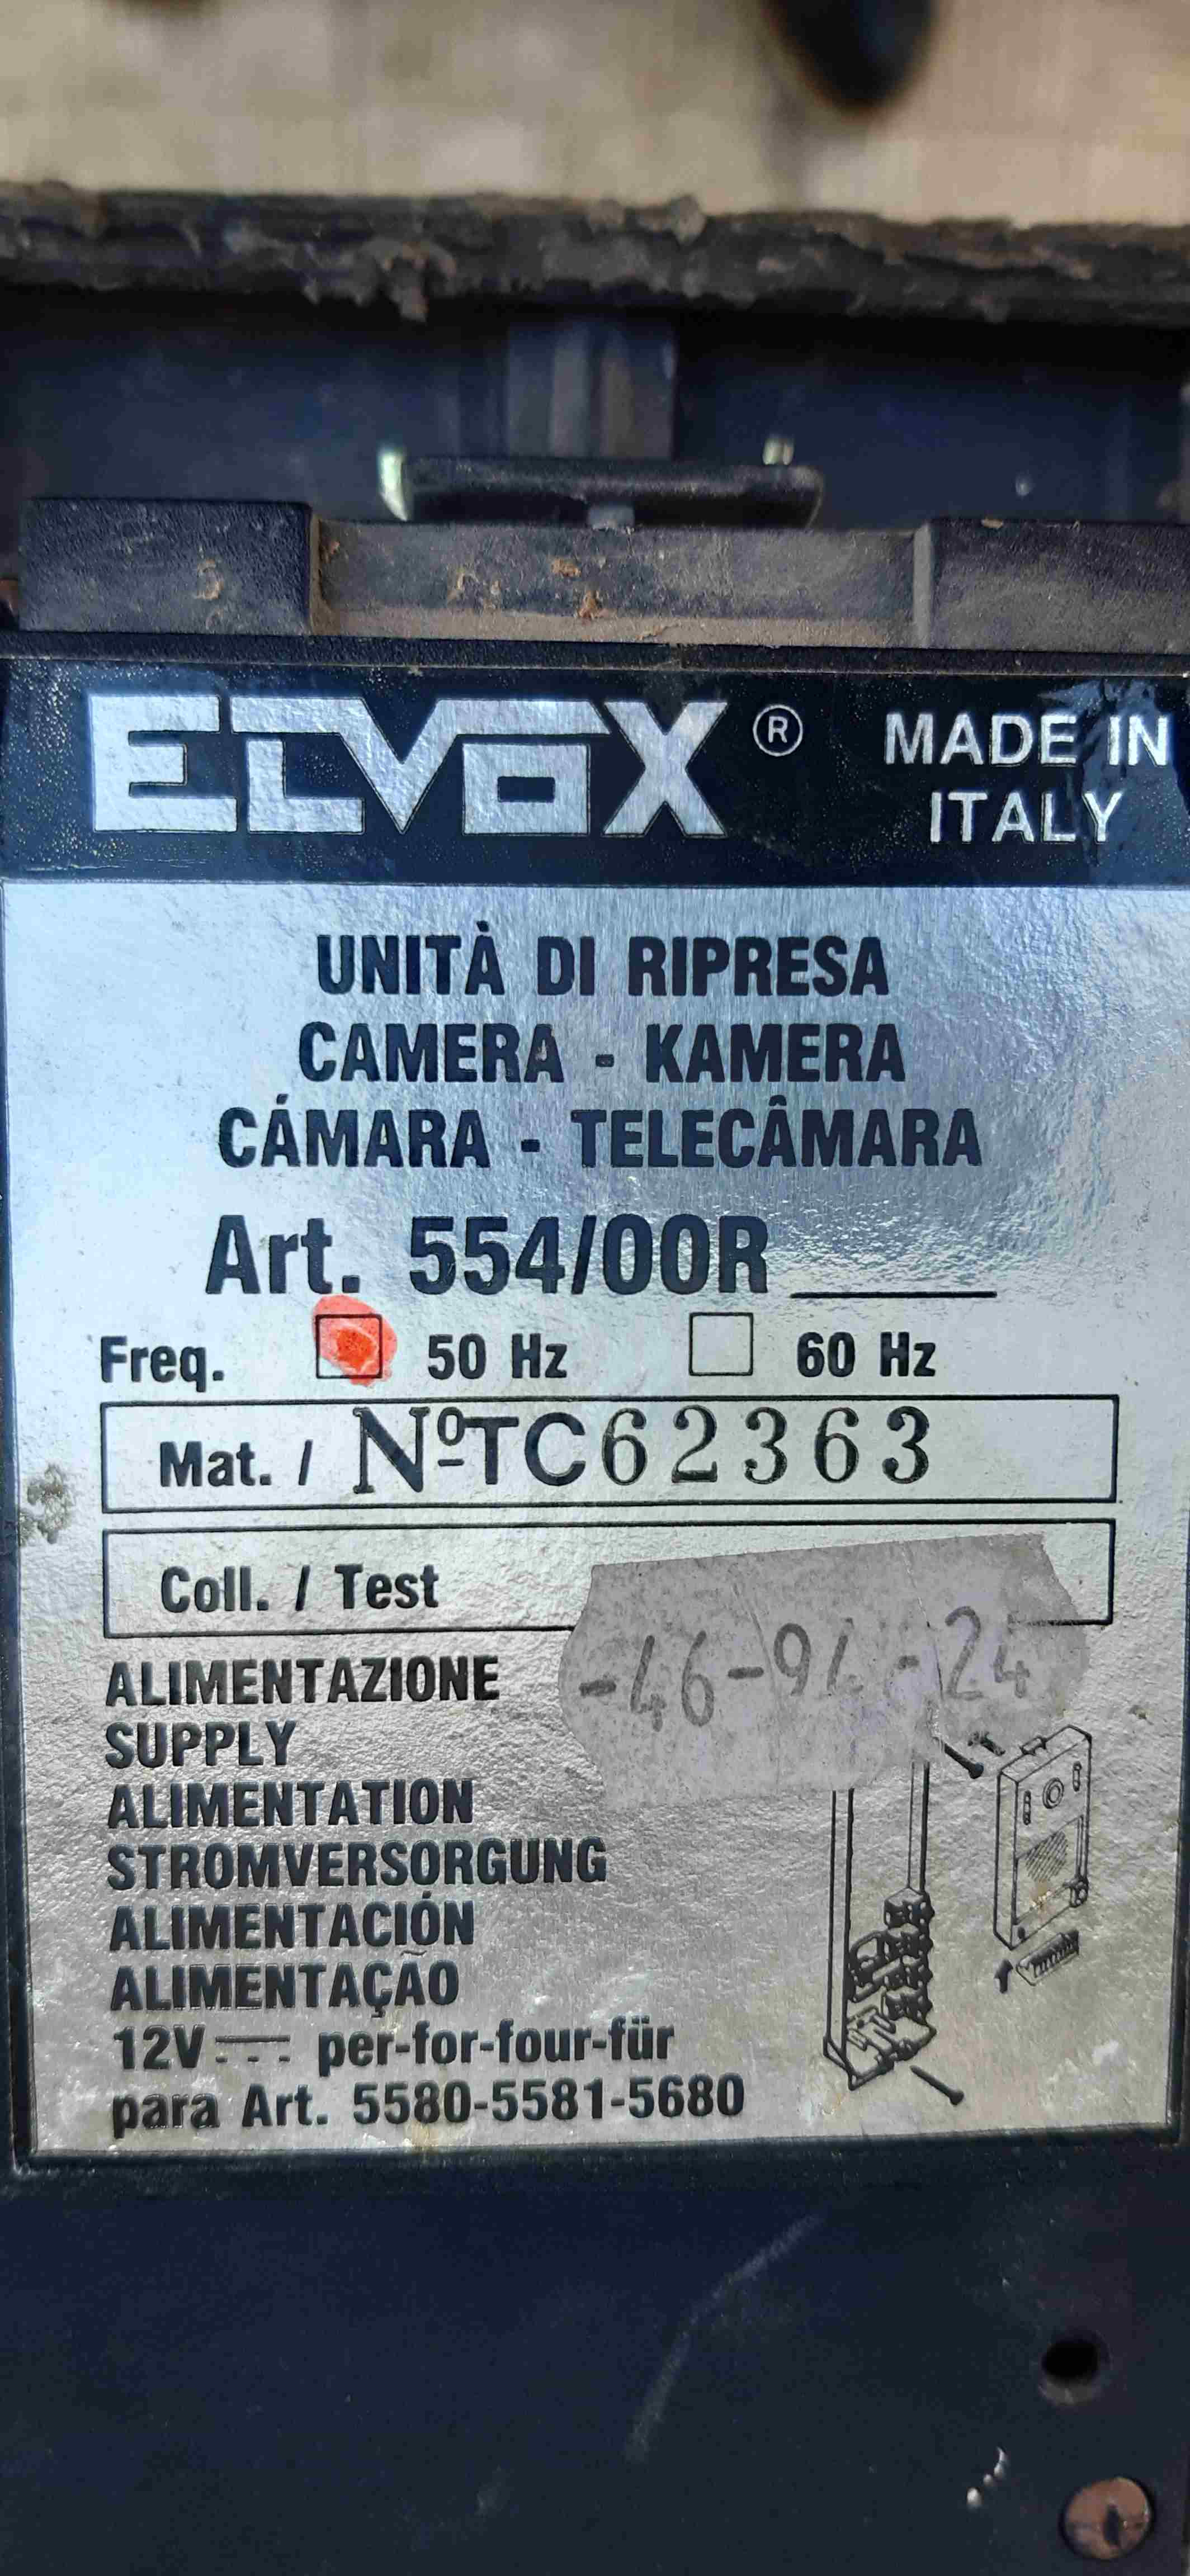 ELVOX ® MADE IN
ITALY
UNITÀ DI RIPRESA
CAMERA - KAMERA
CÁMARA - TELECÂMARA
Art. 554/00R
Freq. 50 Hz 60 Hz
Mat. / NºTC62363
Coll. / Test
ALIMENTAZIONE
SUPPLY
ALIMENTATION
STROMVERSORGUNG
ALIMENTACIÓN
ALIMENTAÇÃO
12V per-for-four-für
para Art. 5580-5581-5680